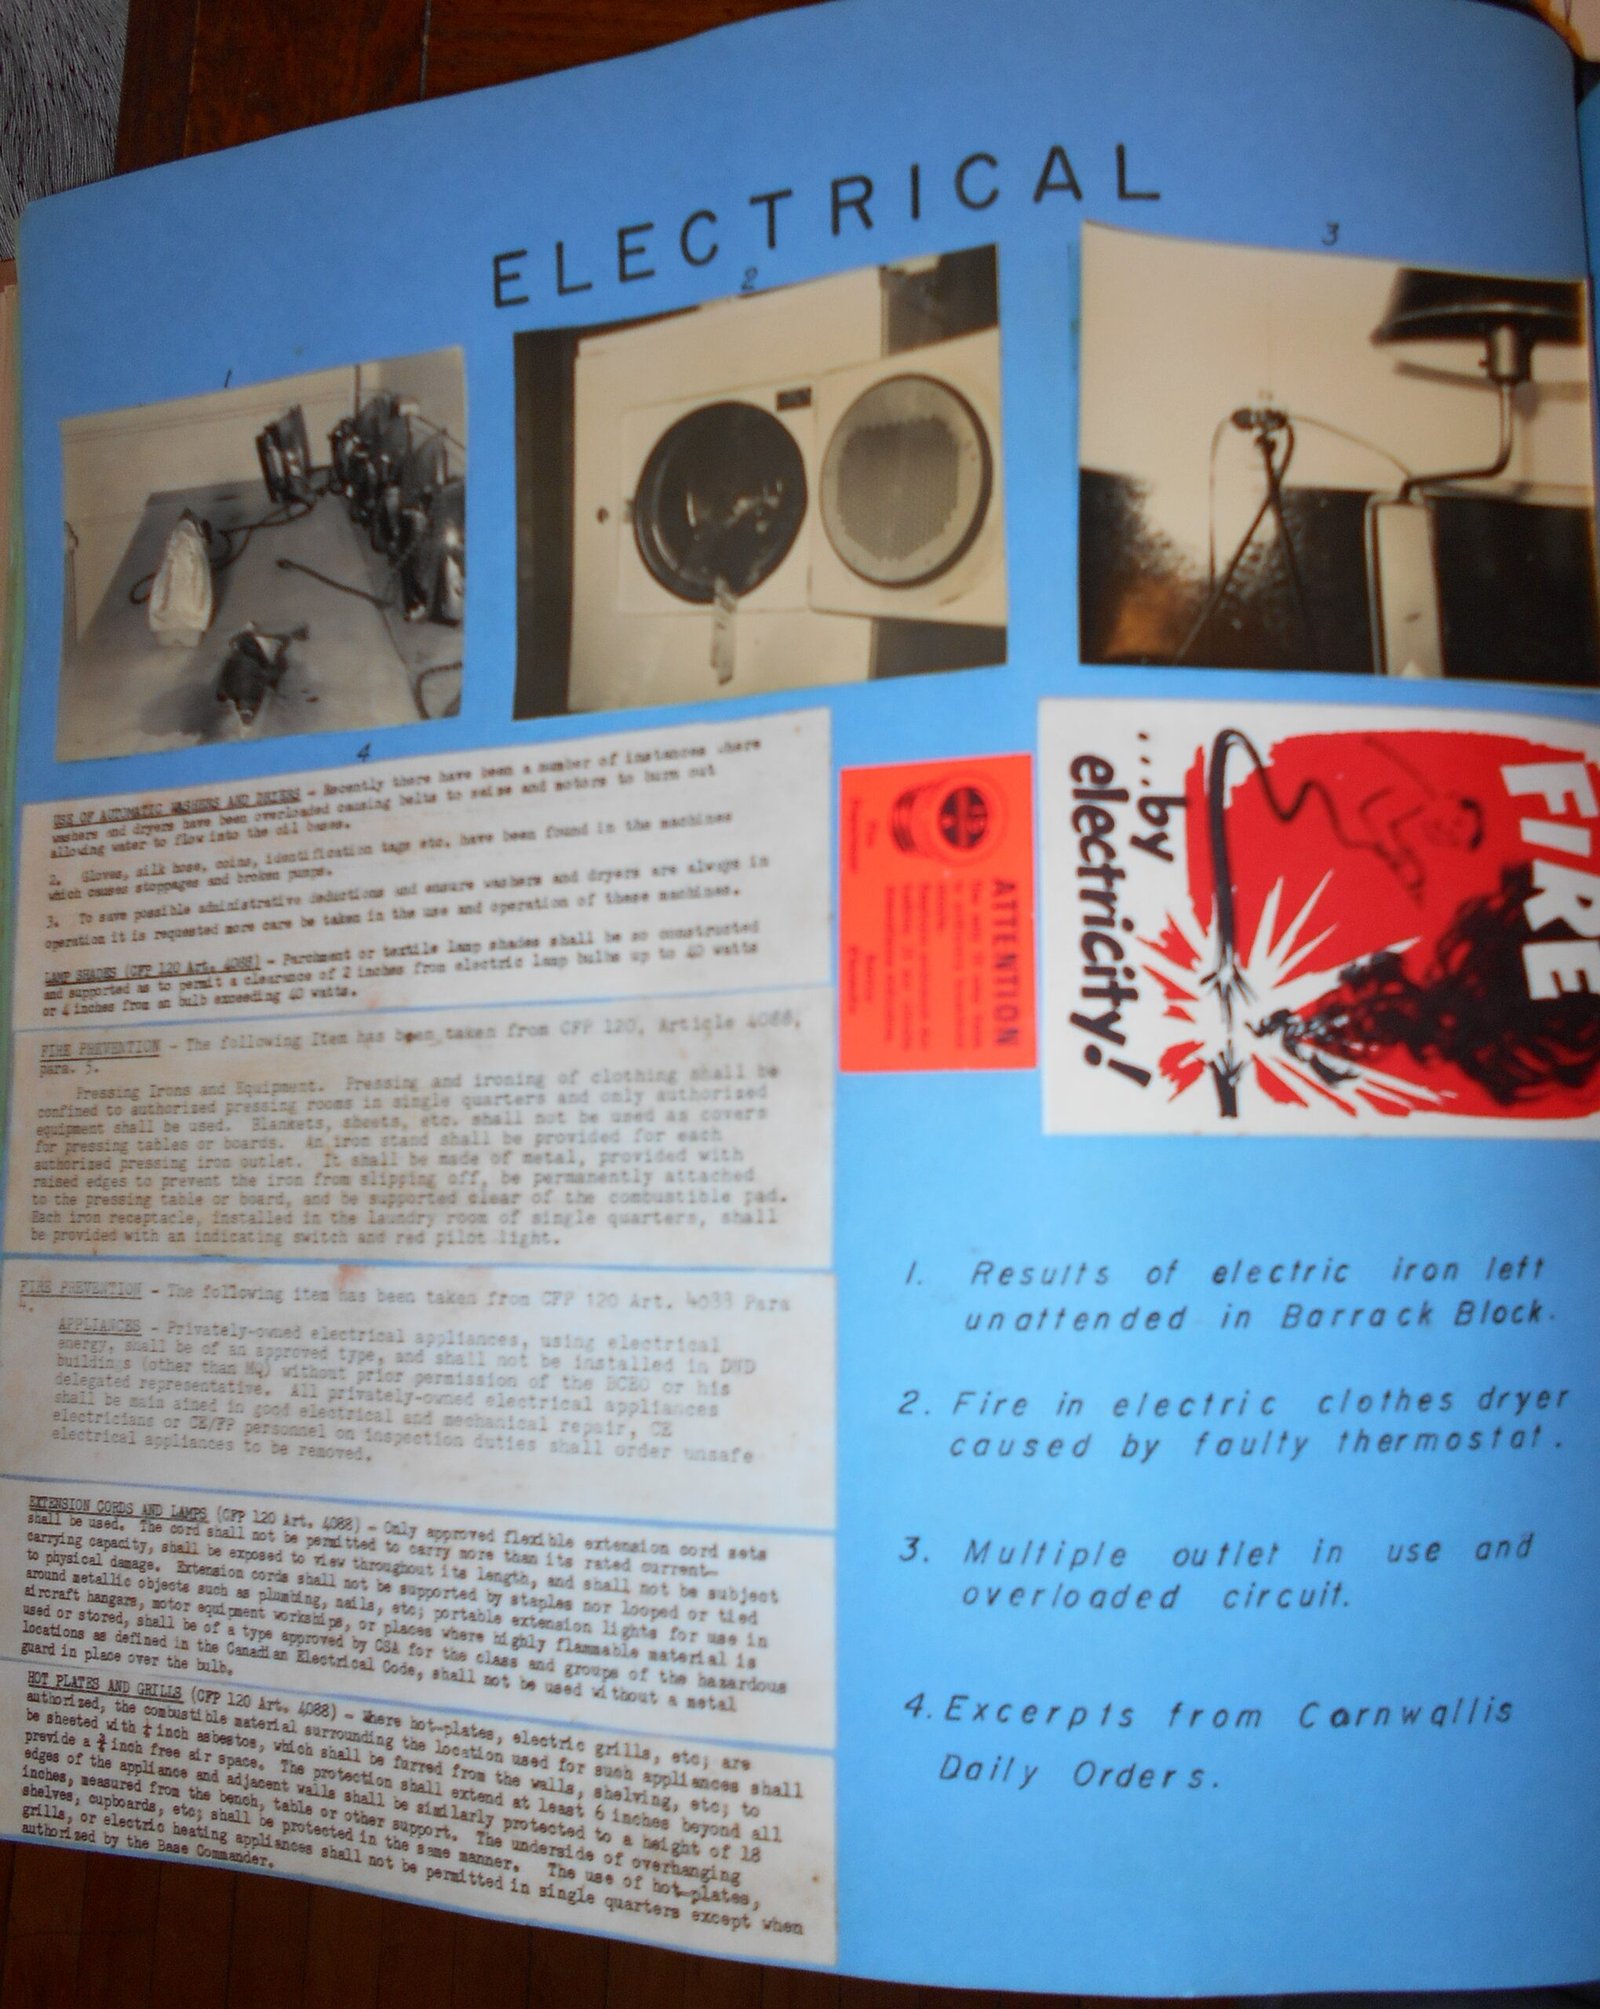 ELECTRICAL
1
2
3
4
USE OF AUTOMATIC WASHERS AND DRIERS - Recently there have been a number of instances where
washers and dryers have been overloaded causing belts to seize and motors to burn out
allowing water to flow into the oil bases.
2. Gloves, silk hose, coins, identification tags etc. have been found in the machines
which causes stoppages and broken pumps.
3. To save possible administrative deductions and ensure washers and dryers are always in
operation it is requested more care be taken in the use and operation of these machines.
LAMP SHADES (CFP 120 Art. 4088) - Parchment or textile lamp shades shall be so constructed
and supported as to permit a clearance of 2 inches from electric lamp bulbs up to 40 watts
or 4 inches from an bulb exceeding 40 watts.
FIRE PREVENTION - The following Item has been taken from CFP 120, Article 4088,
para. 3.
Pressing Irons and Equipment. Pressing and ironing of clothing shall be
confined to authorized pressing rooms in single quarters and only authorized
equipment shall be used. Blankets, sheets, etc. shall not be used as covers
for pressing tables or boards. An iron stand shall be provided for each
authorized pressing iron outlet. It shall be made of metal, provided with
raised edges to prevent the iron from slipping off, be permanently attached
to the pressing table or board, and be supported clear of the combustible pad.
Each iron receptacle, installed in the laundry room of single quarters, shall
be provided with an indicating switch and red pilot light.
FIRE PREVENTION - The following item has been taken from CFP 120 Art. 4088 Para
4.
APPLIANCES - Privately-owned electrical appliances, using electrical
energy, shall be of an approved type, and shall not be installed in DND
buildings (other than MQ) without prior permission of the BCEO or his
delegated representative. All privately-owned electrical appliances
shall be main ained in good electrical and mechanical repair, CE
electricians or CE/FP personnel on inspection duties shall order unsafe
electrical appliances to be removed.
EXTENSION CORDS AND LAMPS (CFP 120 Art. 4088) - Only approved flexible extension cord sets
shall be used. The cord shall not be permitted to carry more than its rated current-
carrying capacity, shall be exposed to view throughout its length, and shall not be subject
to physical damage. Extension cords shall not be supported by staples nor looped or tied
around metallic objects such as plumbing, nails, etc; portable extension lights for use in
aircraft hangars, motor equipment workships, or places where highly flammable material is
used or stored, shall be of a type approved by CSA for the class and groups of the hazardous
locations as defined in the Canadian Electrical Code, shall not be used without a metal
guard in place over the bulb.
HOT PLATES AND GRILLS (CFP 120 Art. 4088) - Where hot-plates, electric grills, etc; are
authorized, the combustible material surrounding the location used for such appliances shall
be sheeted with ¼ inch asbestos, which shall be furred from the walls, shelving, etc; to
provide a ¾ inch free air space. The protection shall extend at least 6 inches beyond all
edges of the appliance and adjacent walls shall be similarly protected to a height of 18
inches, measured from the bench, table or other support. The underside of overhanging
shelves, cupboards, etc; shall be protected in the same manner. The use of hot-plates,
grills, or electric heating appliances shall not be permitted in single quarters except when
authorized by the Base Commander.
ATTENTION
FIRE
...by
electricity!
1. Results of electric iron left
unattended in Barrack Block.
2. Fire in electric clothes dryer
caused by faulty thermostat.
3. Multiple outlet in use and
overloaded circuit.
4. Excerpts from Cornwallis
Daily Orders.